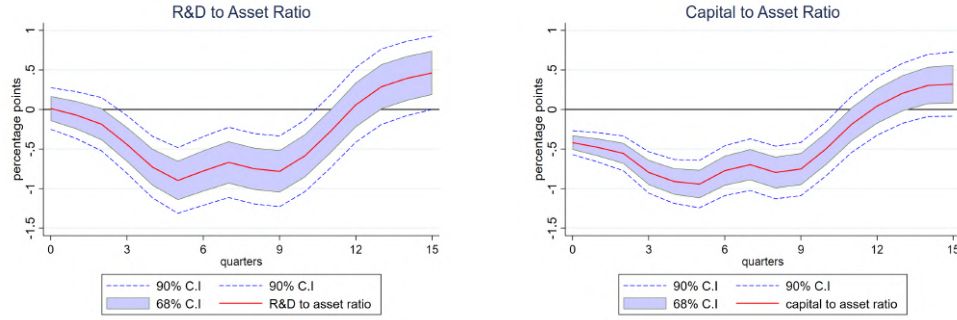 R&D to Asset Ratio
percentage points
1
.5
0
-.5
-1
-1.5
0 3 6 9 12 15
quarters
90% C.I 90% C.I
68% C.I R&D to asset ratio
Capital to Asset Ratio
percentage points
1
.5
0
-.5
-1
-1.5
0 3 6 9 12 15
quarters
90% C.I 90% C.I
68% C.I capital to asset ratio